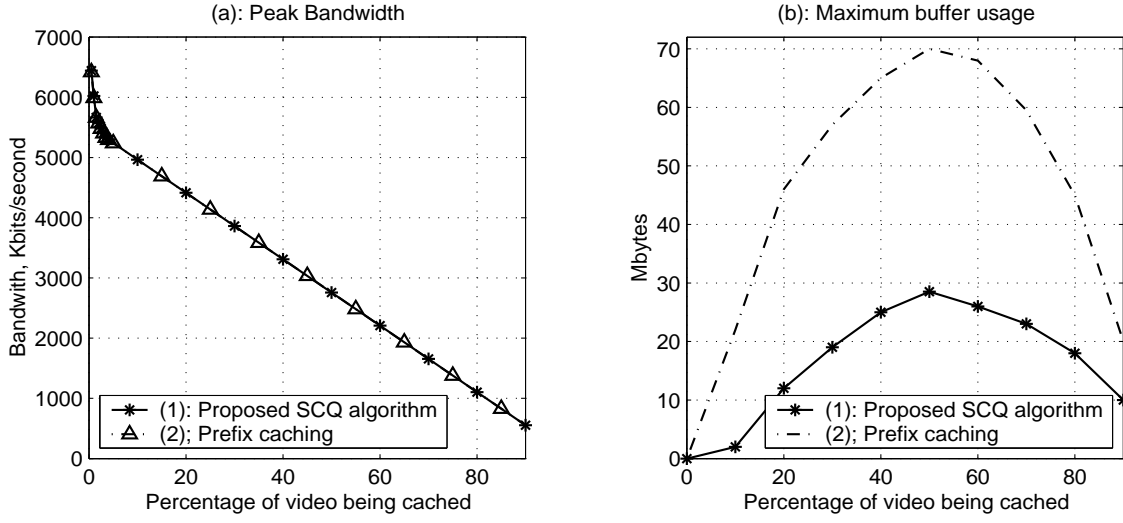 (a): Peak Bandwidth
7000
6000
5000
4000
3000
2000
1000
0
Bandwith, Kbits/second
(1): Proposed SCQ algorithm
(2); Prefix caching
0 20 40 60 80
Percentage of video being cached
(b): Maximum buffer usage
70
60
50
40
30
20
10
0
Mbytes
(1): Proposed SCQ algorithm
(2); Prefix caching
0 20 40 60 80
Percentage of video being cached